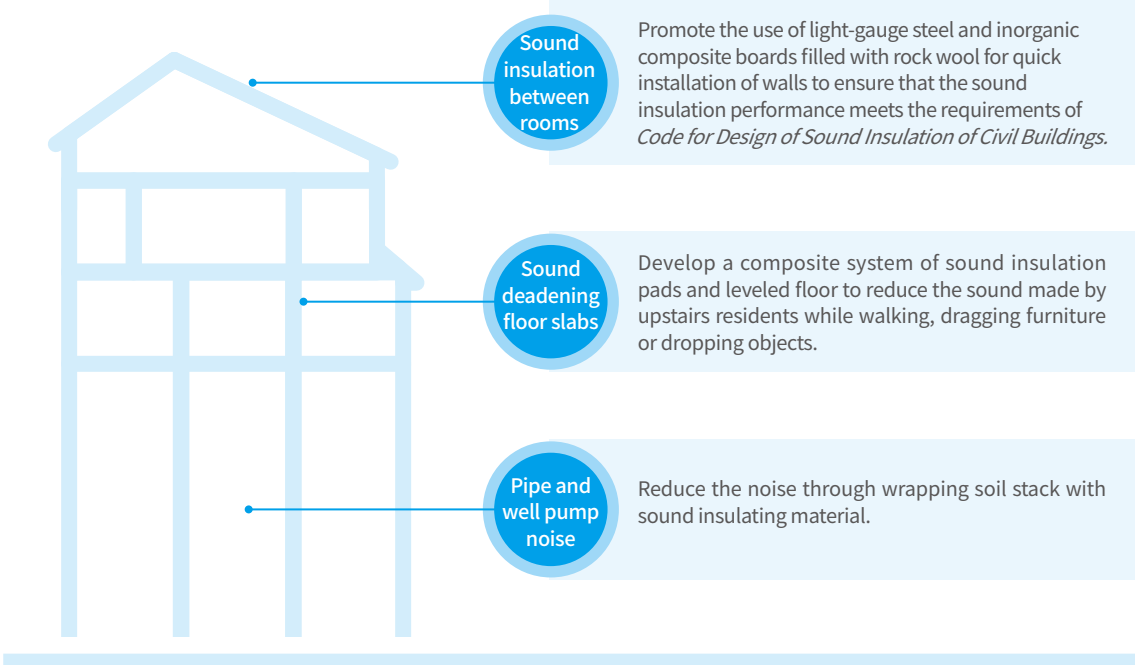 Sound
insulation
between
rooms
Promote the use of light-gauge steel and inorganic
composite boards filled with rock wool for quick
installation of walls to ensure that the sound
insulation performance meets the requirements of
Code for Design of Sound Insulation of Civil Buildings.
Sound
deadening
floor slabs
Develop a composite system of sound insulation
pads and leveled floor to reduce the sound made by
upstairs residents while walking, dragging furniture
or dropping objects.
Pipe and
well pump
noise
Reduce the noise through wrapping soil stack with
sound insulating material.